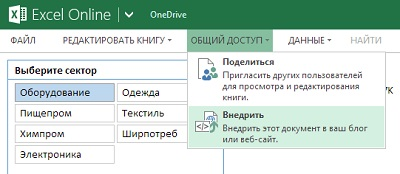 Excel Online OneDrive
ФАЙЛ РЕДАКТИРОВАТЬ КНИГУ ОБЩИЙ ДОСТУП ДАННЫЕ НАЙТИ
Выберите сектор
Оборудование Одежда
Пищепром Текстиль
Химпром Ширпотреб
Электроника
Поделиться
Пригласить других пользователей
для просмотра и редактирования
книги.
Внедрить
Внедрить этот документ в ваш блог
или веб-сайт.